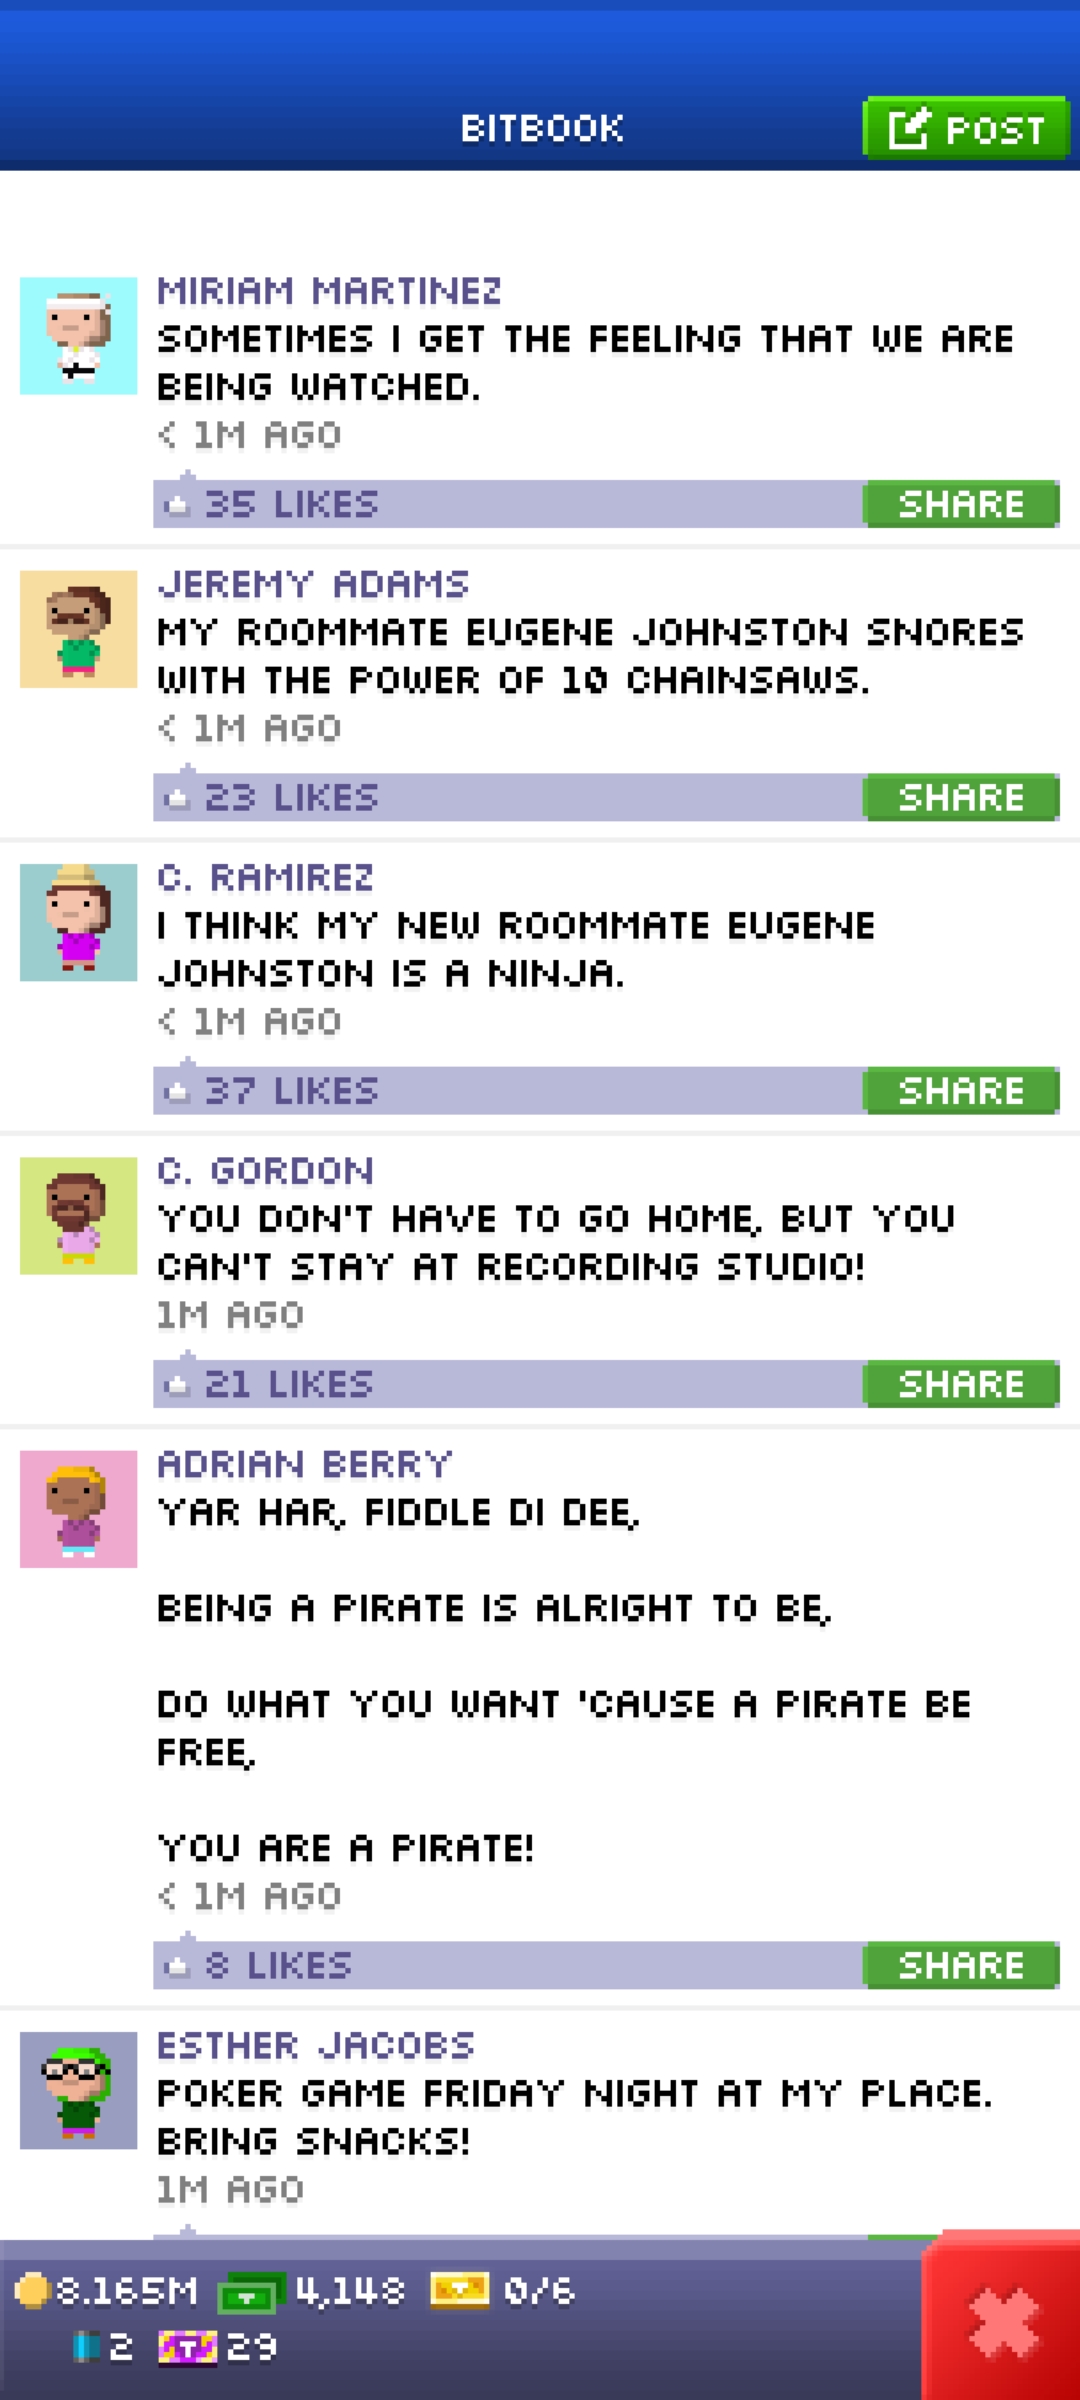 BITBOOK
POST
MIRIAM MARTINEZ
SOMETIMES I GET THE FEELING THAT WE ARE
BEING WATCHED.
< 1M AGO
35 LIKES
SHARE
JEREMY ADAMS
MY ROOMMATE EUGENE JOHNSTON SNORES
WITH THE POWER OF 10 CHAINSAWS.
< 1M AGO
23 LIKES
SHARE
C. RAMIREZ
I THINK MY NEW ROOMMATE EUGENE
JOHNSTON IS A NINJA.
< 1M AGO
37 LIKES
SHARE
C. GORDON
YOU DON'T HAVE TO GO HOME, BUT YOU
CAN'T STAY AT RECORDING STUDIO!
1M AGO
21 LIKES
SHARE
ADRIAN BERRY
YAR HAR, FIDDLE DI DEE,
BEING A PIRATE IS ALRIGHT TO BE,
DO WHAT YOU WANT 'CAUSE A PIRATE BE
FREE,
YOU ARE A PIRATE!
< 1M AGO
8 LIKES
SHARE
ESTHER JACOBS
POKER GAME FRIDAY NIGHT AT MY PLACE.
BRING SNACKS!
1M AGO
8.165M 4,148 0/6
2 T 29